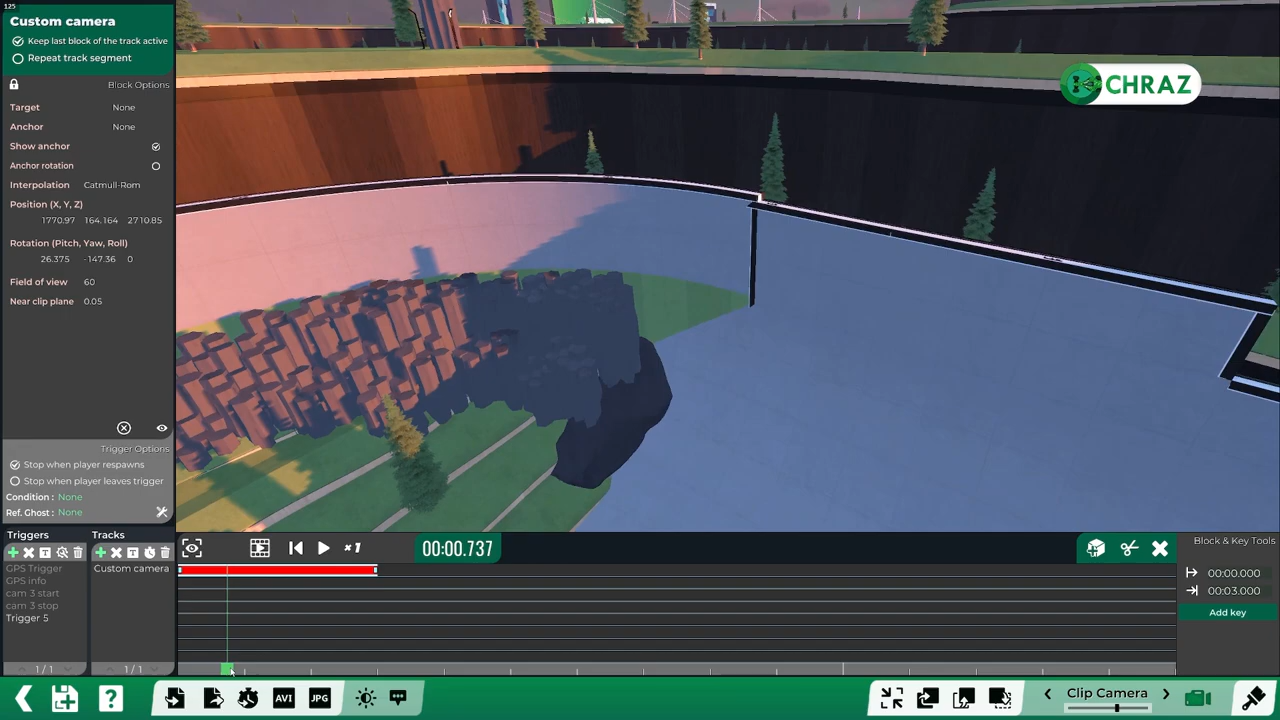 125
Custom camera
Keep last block of the track active
Repeat track segment
Block Options
Target None
Anchor None
Show anchor
Anchor rotation
Interpolation Catmull-Rom
Position (X, Y, Z)
1770.97 164.164 2710.85
Rotation (Pitch, Yaw, Roll)
26.375 -147.36 0
Field of view 60
Near clip plane 0.05
Trigger Options
Stop when player respawns
Stop when player leaves trigger
Condition : None
Ref. Ghost : None
Triggers
GPS Trigger
GPS info
cam 3 start
cam 3 stop
Trigger 5
1 / 1
Tracks
Custom camera
1 / 1
CHRAZ
×1
00:00.737
Block & Key Tools
00:00.000
00:03.000
Add key
?
AVI
JPG
Clip Camera